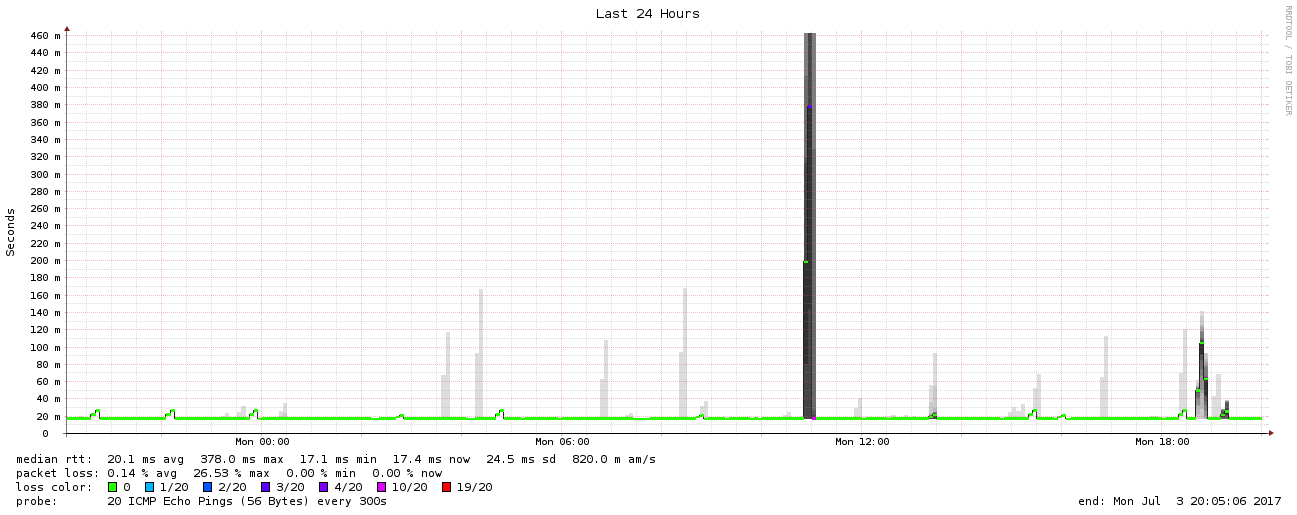 Last 24 Hours
RRDTOOL / TOBI OETIKER
Seconds
460 m
440 m
420 m
400 m
380 m
360 m
340 m
320 m
300 m
280 m
260 m
240 m
220 m
200 m
180 m
160 m
140 m
120 m
100 m
80 m
60 m
40 m
20 m
0
Mon 00:00 Mon 06:00 Mon 12:00 Mon 18:00
median rtt: 20.1 ms avg 378.0 ms max 17.1 ms min 17.4 ms now 24.5 ms sd 820.0 m am/s
packet loss: 0.14 % avg 26.53 % max 0.00 % min 0.00 % now
loss color: 0 1/20 2/20 3/20 4/20 10/20 19/20
probe: 20 ICMP Echo Pings (56 Bytes) every 300s end: Mon Jul 3 20:05:06 2017